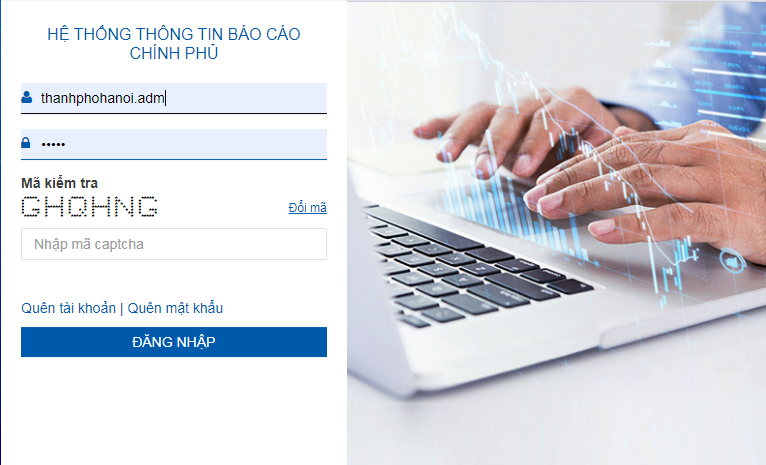 HỆ THỐNG THÔNG TIN BÁO CÁO
CHÍNH PHỦ
thanhphohanoi.adm
•••••
Mã kiểm tra
GHQHNG
Đổi mã
Nhập mã captcha
Quên tài khoản | Quên mật khẩu
ĐĂNG NHẬP